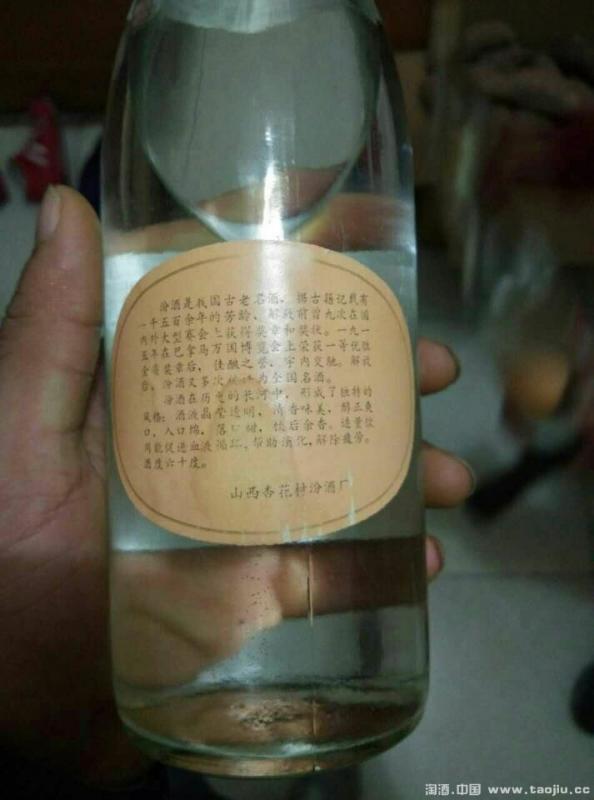 汾酒是我国古老名酒，据古籍记载有
一千五百余年的芳龄、解放前曾九次在国
内外大型赛会上获得奖章和奖状。一九一
五年在巴拿马万国博览会上荣获一等优胜
金质奖章后，佳酿之誉，宇内交驰。解放
后，汾酒又多次 为全国名酒。
汾酒在历史的长河中，形成了独特的
风格：酒液晶莹透明，清香味美，醇正爽
口，入口绵、落口甜，饮后余香。适量饮
用能促进血液循环、帮助消化，解除疲劳。
酒度六十度。
山西杏花村汾酒厂
淘酒.中国 www.taojiu.cc